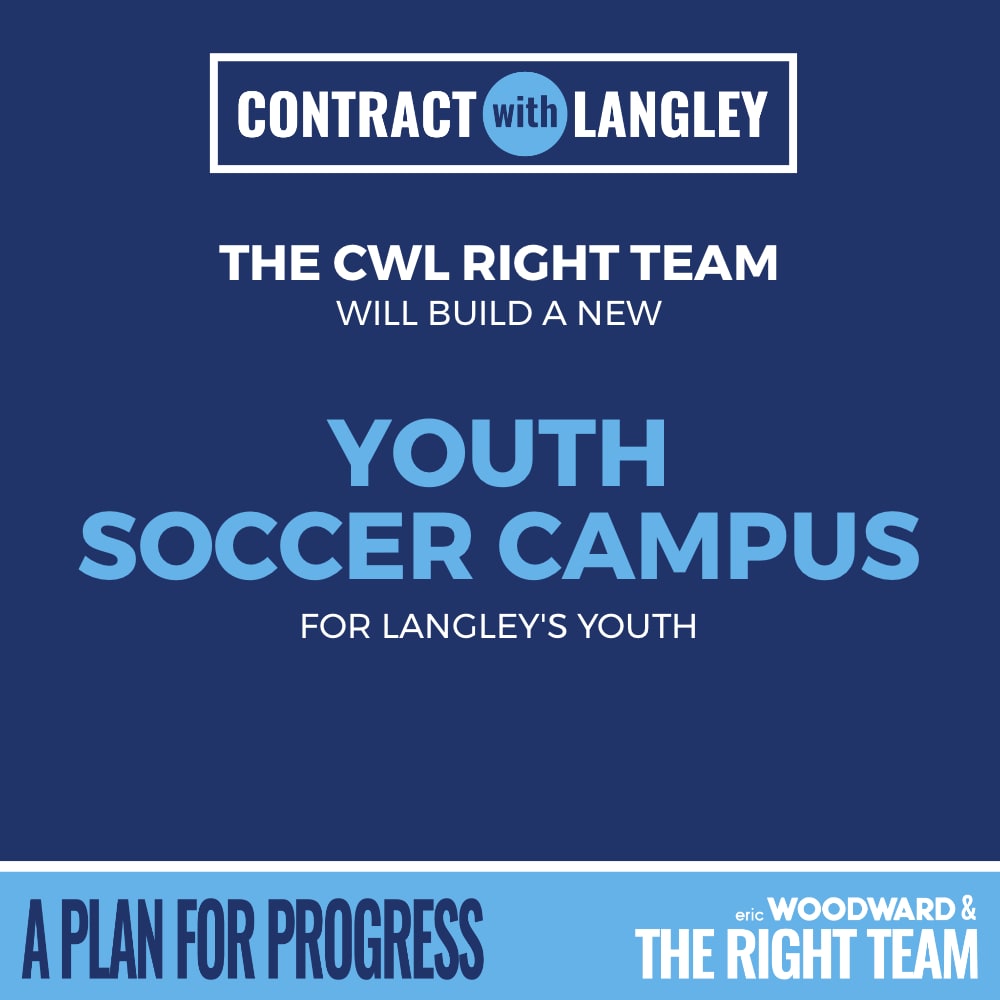 CONTRACT with LANGLEY
THE CWL RIGHT TEAM
WILL BUILD A NEW
YOUTH
SOCCER CAMPUS
FOR LANGLEY'S YOUTH
A PLAN FOR PROGRESS
eric WOODWARD &
THE RIGHT TEAM